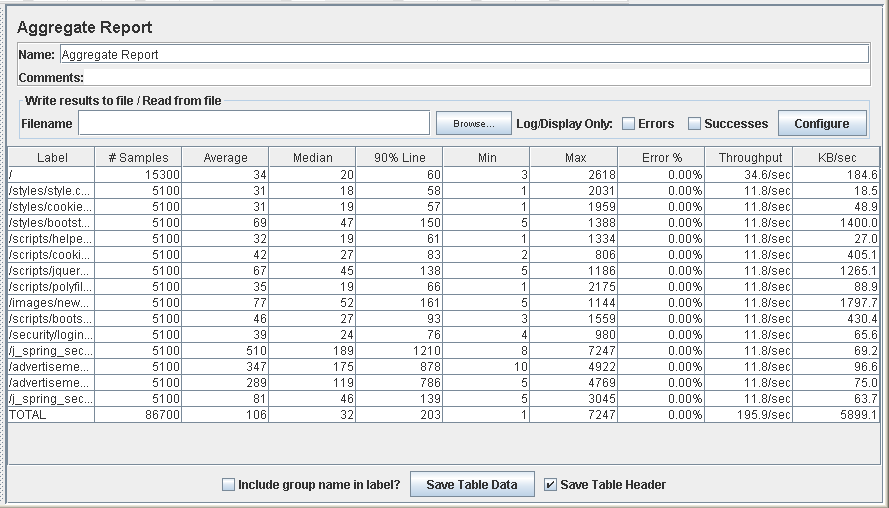 Aggregate Report
Name: Aggregate Report
Comments:
Write results to file / Read from file
Filename Browse... Log/Display Only: Errors Successes Configure
Label # Samples Average Median 90% Line Min Max Error % Throughput KB/sec
/ 15300 34 20 60 3 2618 0.00% 34.6/sec 184.6
/styles/style.c... 5100 31 18 58 1 2031 0.00% 11.8/sec 18.5
/styles/cookie... 5100 31 19 57 1 1959 0.00% 11.8/sec 48.9
/styles/bootst... 5100 69 47 150 5 1388 0.00% 11.8/sec 1400.0
/scripts/helpe... 5100 32 19 61 1 1334 0.00% 11.8/sec 27.0
/scripts/cooki... 5100 42 27 83 2 806 0.00% 11.8/sec 405.1
/scripts/jquer... 5100 67 45 138 5 1186 0.00% 11.8/sec 1265.1
/scripts/polyfil... 5100 35 19 66 1 2175 0.00% 11.8/sec 88.9
/images/new... 5100 77 52 161 5 1144 0.00% 11.8/sec 1797.7
/scripts/boots... 5100 46 27 93 3 1559 0.00% 11.8/sec 430.4
/security/login... 5100 39 24 76 4 980 0.00% 11.8/sec 65.6
/j_spring_sec... 5100 510 189 1210 8 7247 0.00% 11.8/sec 69.2
/advertiseme... 5100 347 175 878 10 4922 0.00% 11.8/sec 96.6
/advertiseme... 5100 289 119 786 5 4769 0.00% 11.8/sec 75.0
/j_spring_sec... 5100 81 46 139 5 3045 0.00% 11.8/sec 63.7
TOTAL 86700 106 32 203 1 7247 0.00% 195.9/sec 5899.1
Include group name in label? Save Table Data Save Table Header